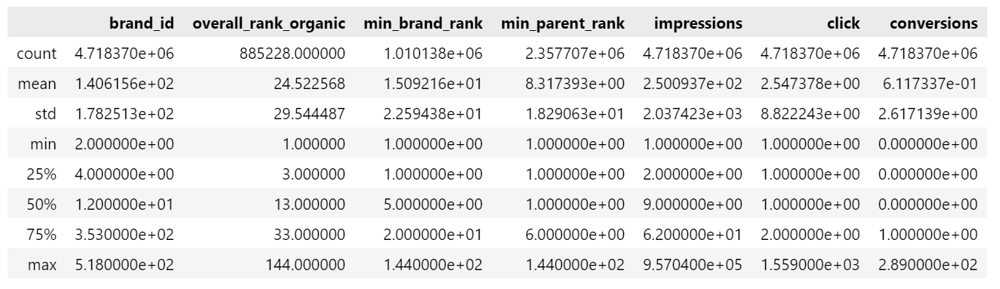 brand_id overall_rank_organic min_brand_rank min_parent_rank impressions click conversions
count 4.718370e+06 885228.000000 1.010138e+06 2.357707e+06 4.718370e+06 4.718370e+06 4.718370e+06
mean 1.406156e+02 24.522568 1.509216e+01 8.317393e+00 2.500937e+02 2.547378e+00 6.117337e-01
std 1.782513e+02 29.544487 2.259438e+01 1.829063e+01 2.037423e+03 8.822243e+00 2.617139e+00
min 2.000000e+00 1.000000 1.000000e+00 1.000000e+00 1.000000e+00 1.000000e+00 0.000000e+00
25% 4.000000e+00 3.000000 1.000000e+00 1.000000e+00 2.000000e+00 1.000000e+00 0.000000e+00
50% 1.200000e+01 13.000000 5.000000e+00 1.000000e+00 9.000000e+00 1.000000e+00 0.000000e+00
75% 3.530000e+02 33.000000 2.000000e+01 6.000000e+00 6.200000e+01 2.000000e+00 1.000000e+00
max 5.180000e+02 144.000000 1.440000e+02 1.440000e+02 9.570400e+05 1.559000e+03 2.890000e+02